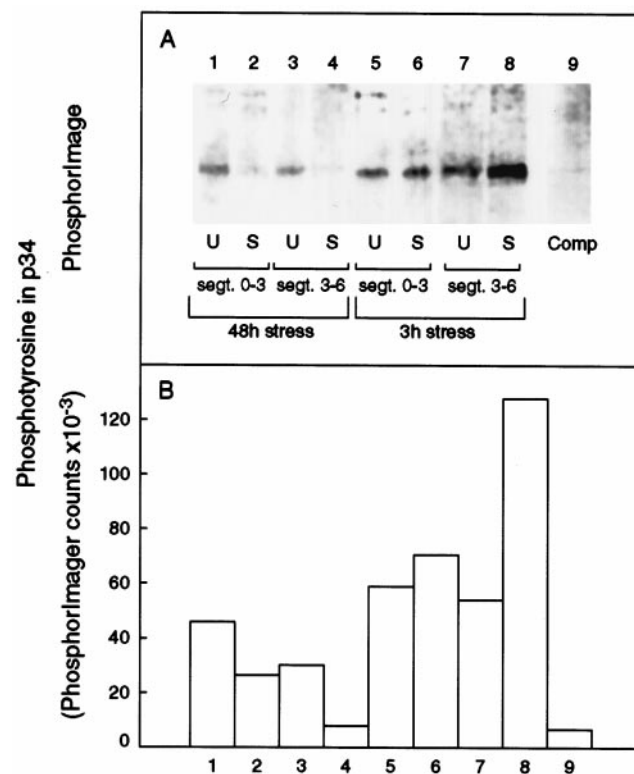 A
1 2 3 4 5 6 7 8 9
PhosphorImage
U S U S U S U S Comp
segt. 0-3 segt. 3-6 segt. 0-3 segt. 3-6
48h stress 3h stress
Phosphotyrosine in p34
B
(PhosphorImager counts x10-3)
120
100
80
60
40
20
0
1 2 3 4 5 6 7 8 9